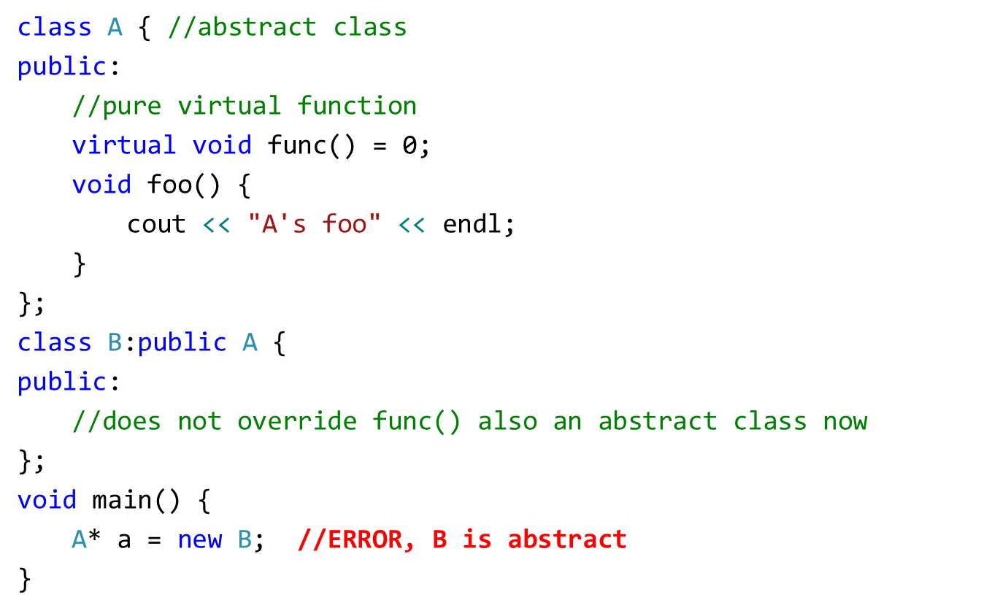 class A { //abstract class
public:
    //pure virtual function
    virtual void func() = 0;
    void foo() {
        cout << "A's foo" << endl;
    }
};
class B:public A {
public:
    //does not override func() also an abstract class now
};
void main() {
    A* a = new B;  //ERROR, B is abstract
}